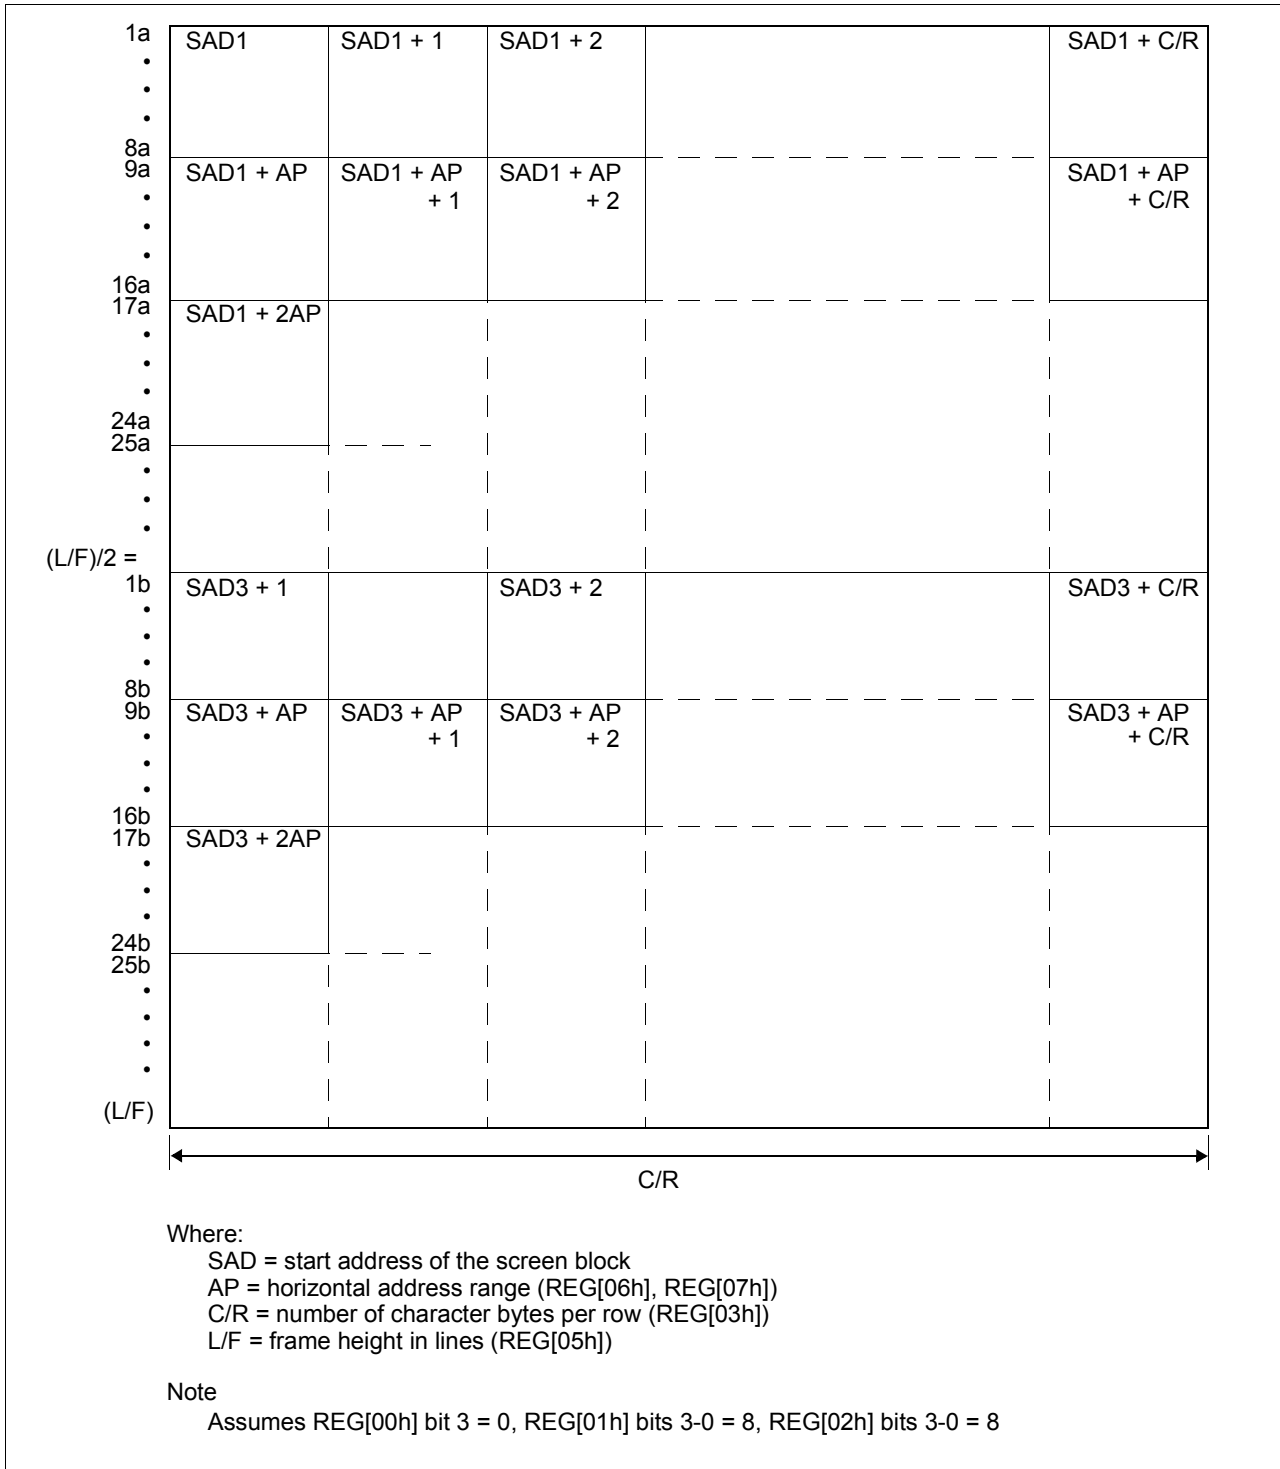 1a SAD1 SAD1 + 1 SAD1 + 2 SAD1 + C/R
•
•
•
8a
9a SAD1 + AP SAD1 + AP SAD1 + AP SAD1 + AP
• + 1 + 2 + C/R
•
•
16a
17a SAD1 + 2AP
•
•
•
24a
25a
•
•
•
(L/F)/2 =
1b SAD3 + 1 SAD3 + 2 SAD3 + C/R
•
•
•
8b
9b SAD3 + AP SAD3 + AP SAD3 + AP SAD3 + AP
• + 1 + 2 + C/R
•
•
16b
17b SAD3 + 2AP
•
•
•
24b
25b
•
•
•
•
(L/F)
C/R
Where:
SAD = start address of the screen block
AP = horizontal address range (REG[06h], REG[07h])
C/R = number of character bytes per row (REG[03h])
L/F = frame height in lines (REG[05h])
Note
Assumes REG[00h] bit 3 = 0, REG[01h] bits 3-0 = 8, REG[02h] bits 3-0 = 8